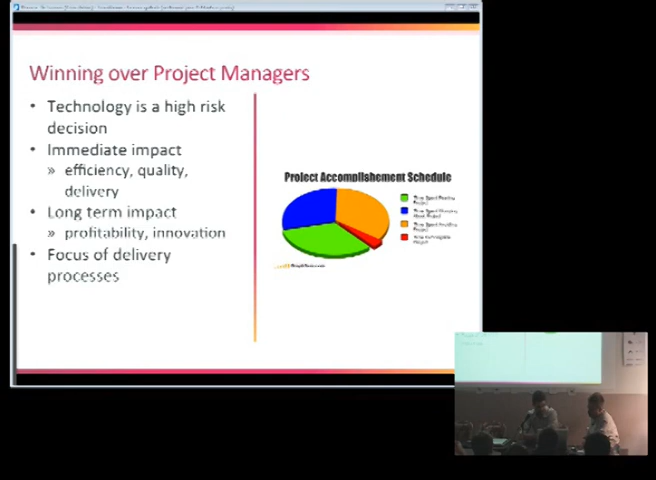 Winning over Project Managers
• Technology is a high risk
decision
• Immediate impact
» efficiency, quality,
delivery
• Long term impact
» profitability, innovation
• Focus of delivery
processes
Project Accomplishement Schedule